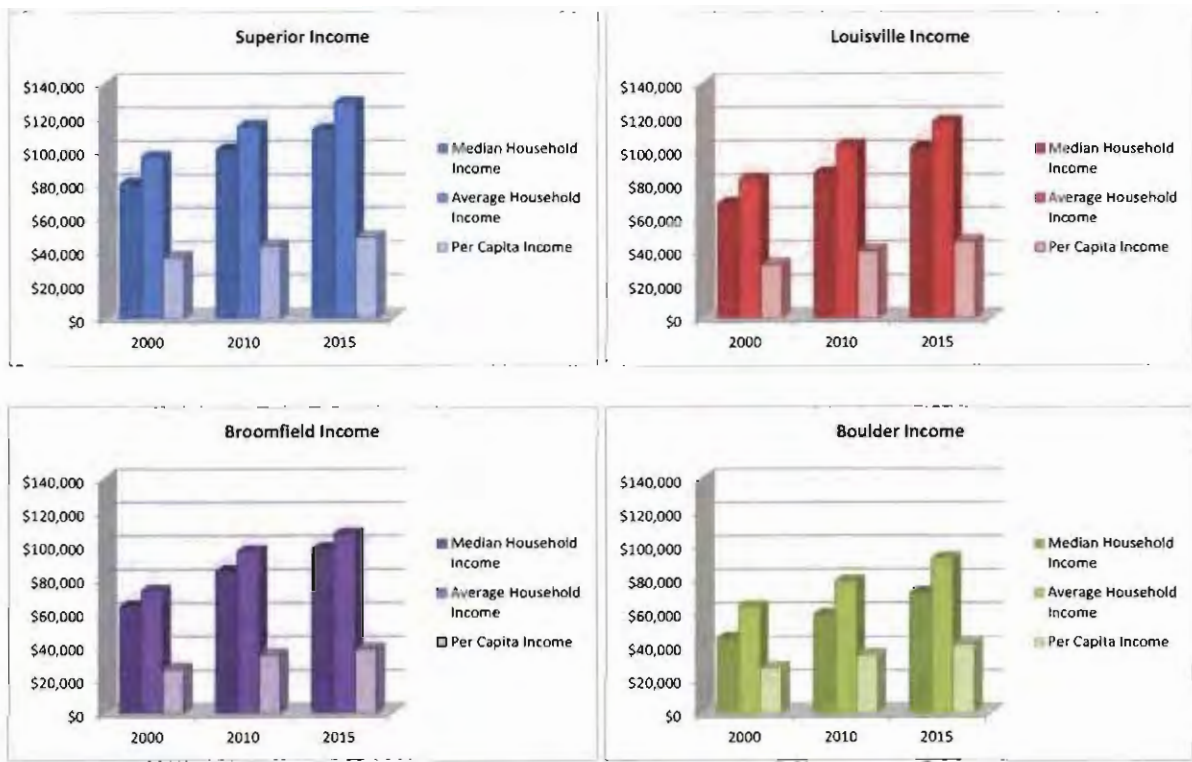 Superior Income
$140,000
$120,000
$100,000
$80,000
$60,000
$40,000
$20,000
$0
2000 2010 2015
Median Household
Income
Average Household
Income
Per Capita Income
Louisville Income
$140,000
$120,000
$100,000
$80,000
$60,000
$40,000
$20,000
$0
2000 2010 2015
Median Household
Income
Average Household
Income
Per Capita Income
Broomfield Income
$140,000
$120,000
$100,000
$80,000
$60,000
$40,000
$20,000
$0
2000 2010 2015
Median Household
Income
Average Household
Income
Per Capita Income
Boulder Income
$140,000
$120,000
$100,000
$80,000
$60,000
$40,000
$20,000
$0
2000 2010 2015
Median Household
Income
Average Household
Income
Per Capita Income